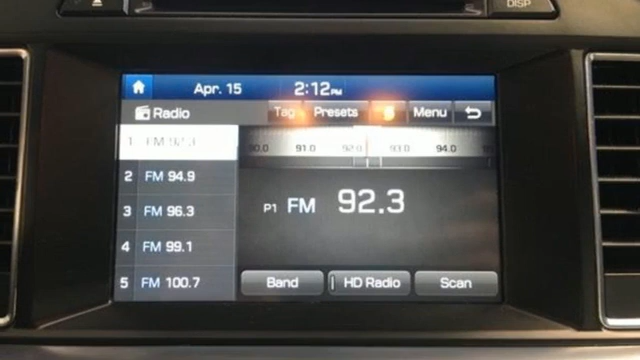 DISP
Apr. 15 2:12PM
Radio Tag Presets Menu
1 FM 92.3
90.0 91.0 92.0 93.0 94.0
2 FM 94.9
3 FM 96.3
P1 FM 92.3
4 FM 99.1
5 FM 100.7
Band HD Radio Scan